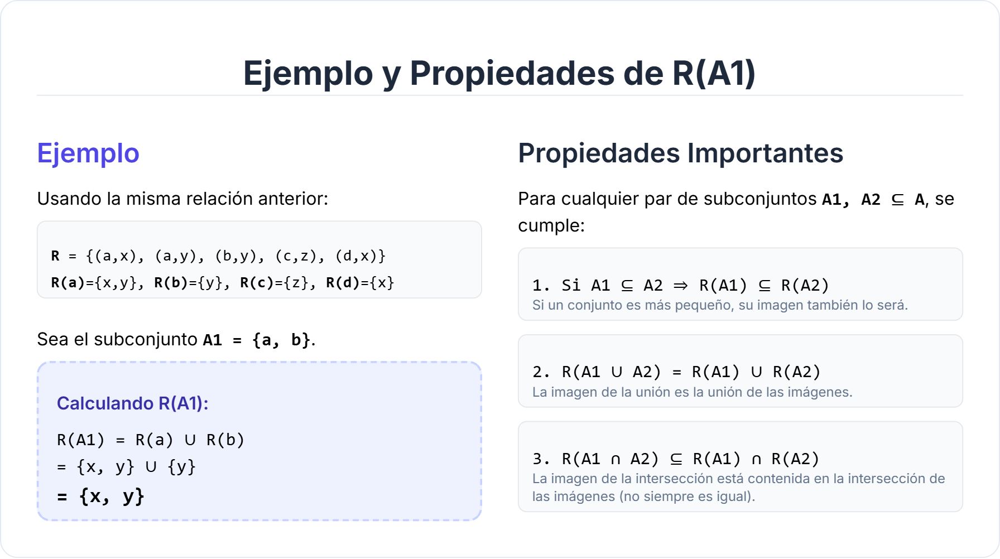 Ejemplo y Propiedades de R(A1)
Ejemplo
Usando la misma relación anterior:
R = {(a,x), (a,y), (b,y), (c,z), (d,x)}
R(a)={x,y}, R(b)={y}, R(c)={z}, R(d)={x}
Sea el subconjunto A1 = {a, b}.
Calculando R(A1):
R(A1) = R(a) ∪ R(b)
= {x, y} ∪ {y}
= {x, y}
Propiedades Importantes
Para cualquier par de subconjuntos A1, A2 ⊆ A, se
cumple:
1. Si A1 ⊆ A2 ⇒ R(A1) ⊆ R(A2)
Si un conjunto es más pequeño, su imagen también lo será.
2. R(A1 ∪ A2) = R(A1) ∪ R(A2)
La imagen de la unión es la unión de las imágenes.
3. R(A1 ∩ A2) ⊆ R(A1) ∩ R(A2)
La imagen de la intersección está contenida en la intersección de
las imágenes (no siempre es igual).